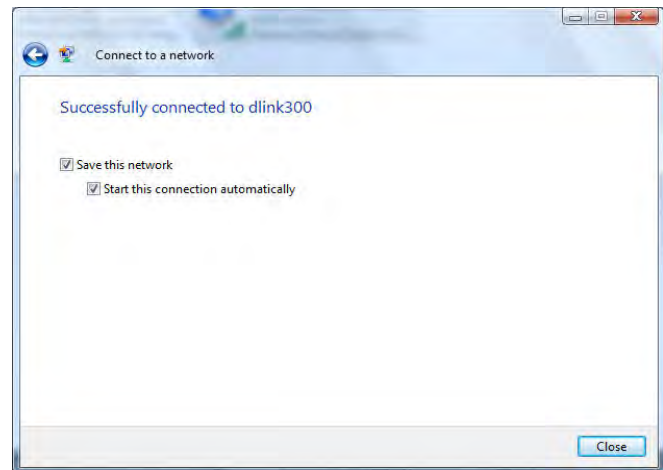 Connect to a network
Successfully connected to dlink300
Save this network
Start this connection automatically
Close